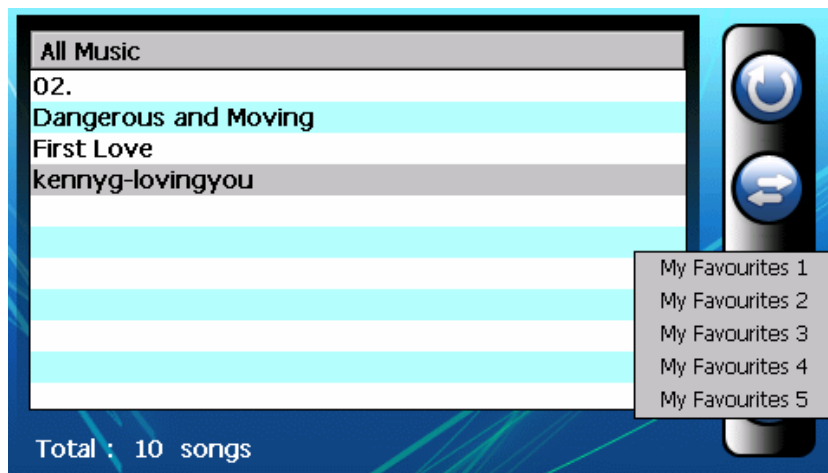 All Music
02.
Dangerous and Moving
First Love
kennyg-lovingyou
My Favourites 1
My Favourites 2
My Favourites 3
My Favourites 4
My Favourites 5
Total : 10 songs